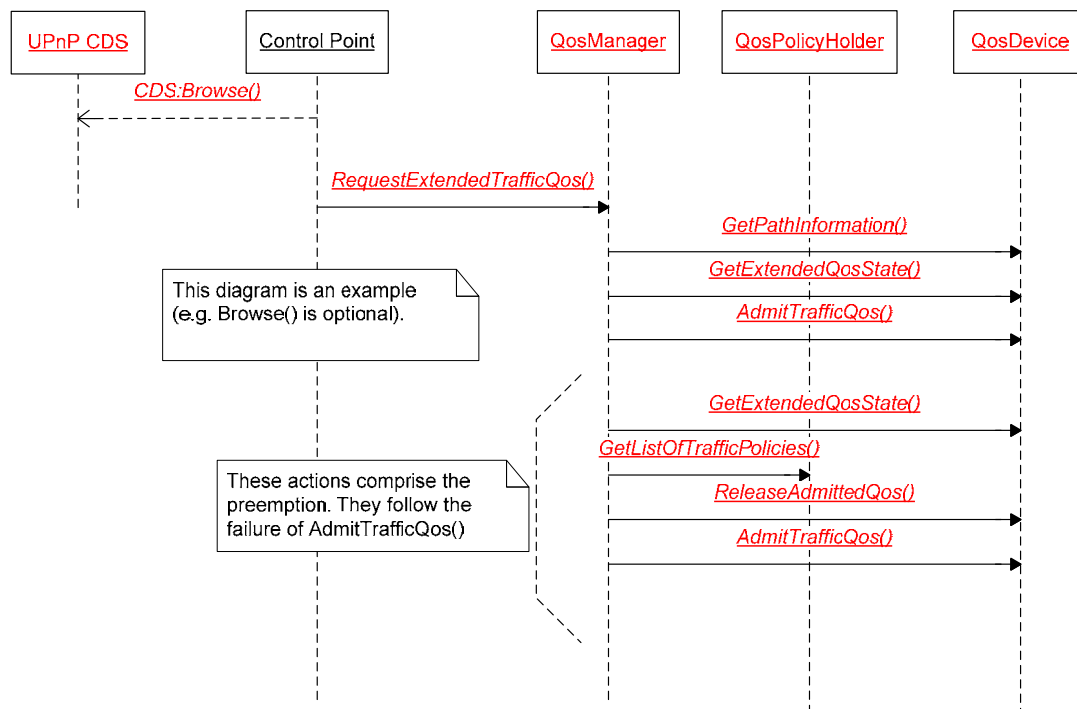 UPnP CDS
Control Point
QosManager
QosPolicyHolder
QosDevice
CDS:Browse()
RequestExtendedTrafficQos()
GetPathInformation()
GetExtendedQosState()
This diagram is an example
(e.g. Browse() is optional).
AdmitTrafficQos()
GetExtendedQosState()
GetListOfTrafficPolicies()
These actions comprise the
preemption. They follow the
failure of AdmitTrafficQos()
ReleaseAdmittedQos()
AdmitTrafficQos()